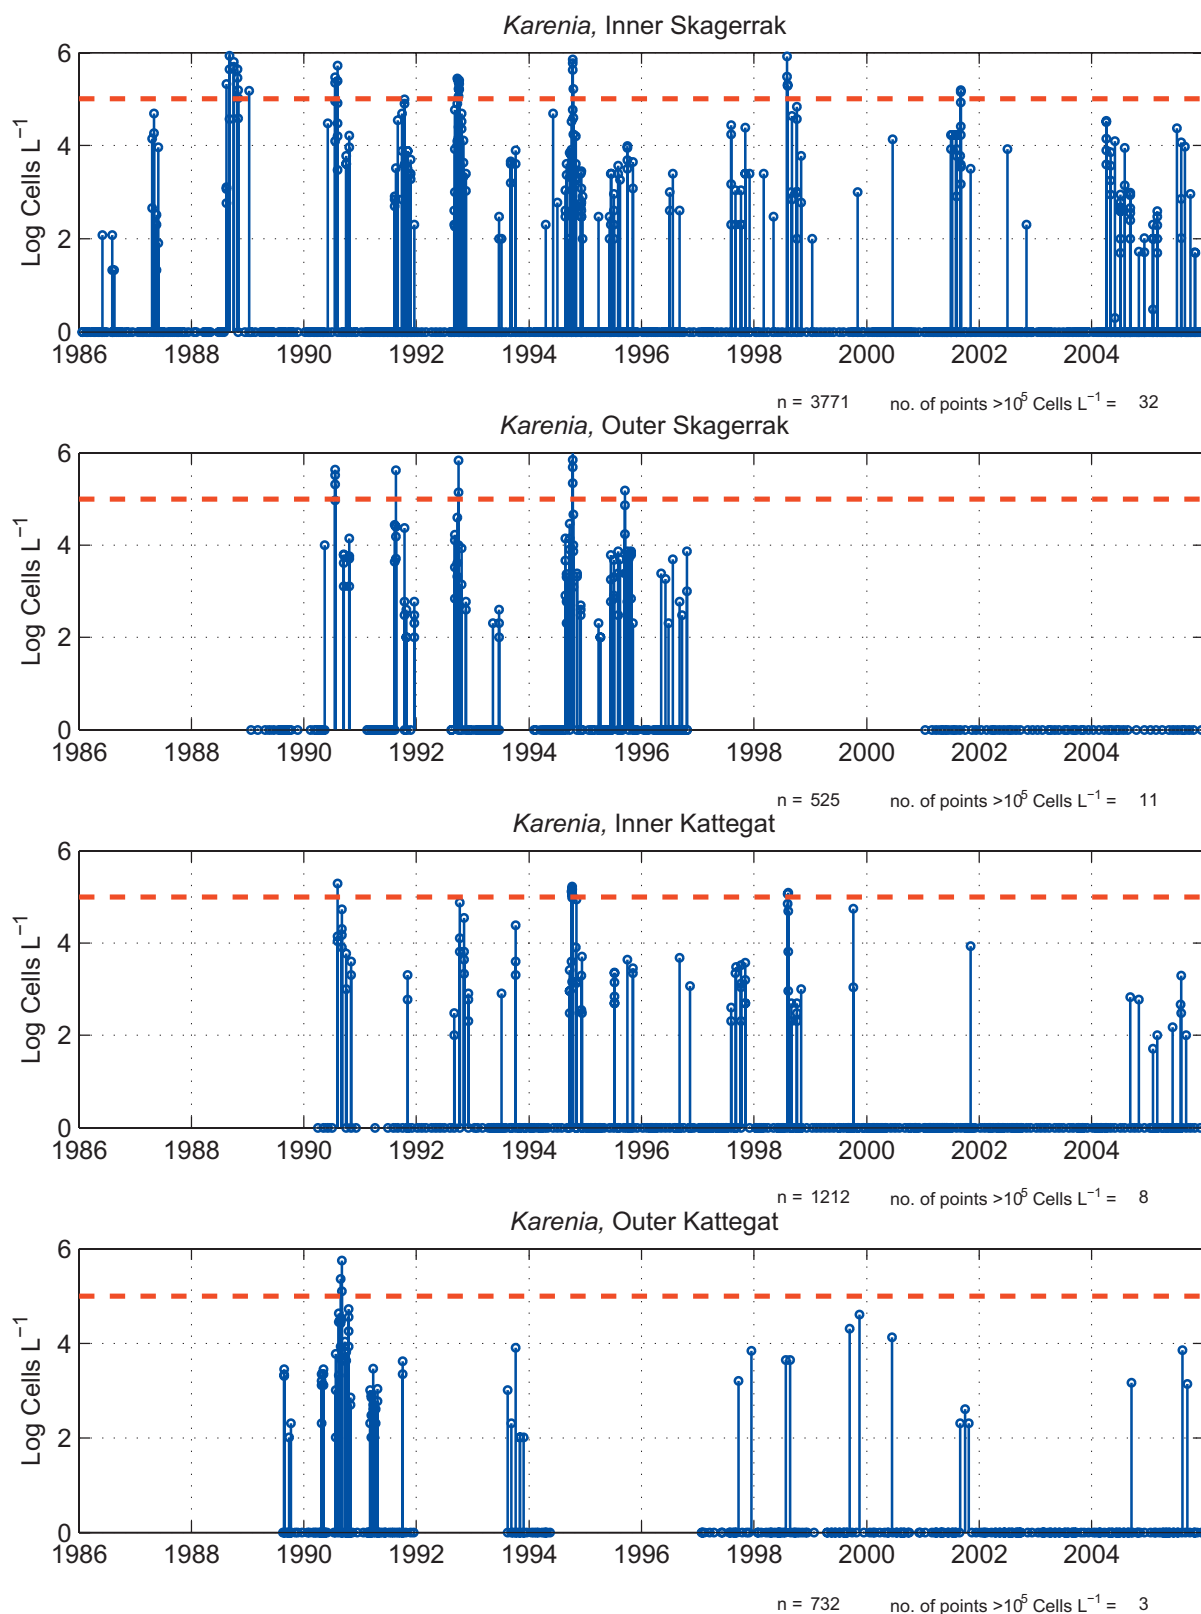 Karenia, Inner Skagerrak
Log Cells L⁻¹
6
4
2
0
1986 1988 1990 1992 1994 1996 1998 2000 2002 2004
n = 3771 no. of points >10⁵ Cells L⁻¹ = 32
Karenia, Outer Skagerrak
Log Cells L⁻¹
6
4
2
0
1986 1988 1990 1992 1994 1996 1998 2000 2002 2004
n = 525 no. of points >10⁵ Cells L⁻¹ = 11
Karenia, Inner Kattegat
Log Cells L⁻¹
6
4
2
0
1986 1988 1990 1992 1994 1996 1998 2000 2002 2004
n = 1212 no. of points >10⁵ Cells L⁻¹ = 8
Karenia, Outer Kattegat
Log Cells L⁻¹
6
4
2
0
1986 1988 1990 1992 1994 1996 1998 2000 2002 2004
n = 732 no. of points >10⁵ Cells L⁻¹ = 3